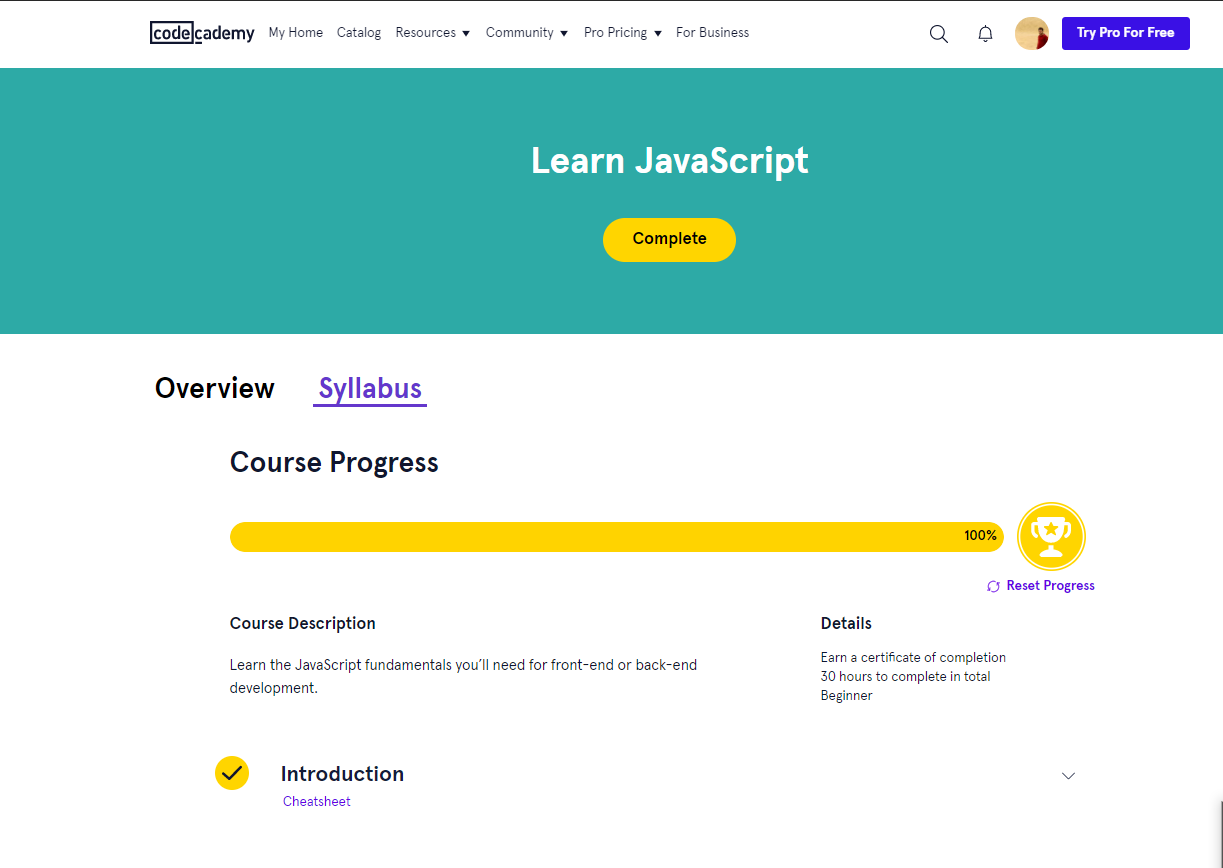 codecademy My Home Catalog Resources Community Pro Pricing For Business Try Pro For Free
Learn JavaScript
Complete
Overview Syllabus
Course Progress
100%
Reset Progress
Course Description
Learn the JavaScript fundamentals you’ll need for front-end or back-end
development.
Details
Earn a certificate of completion
30 hours to complete in total
Beginner
Introduction
Cheatsheet